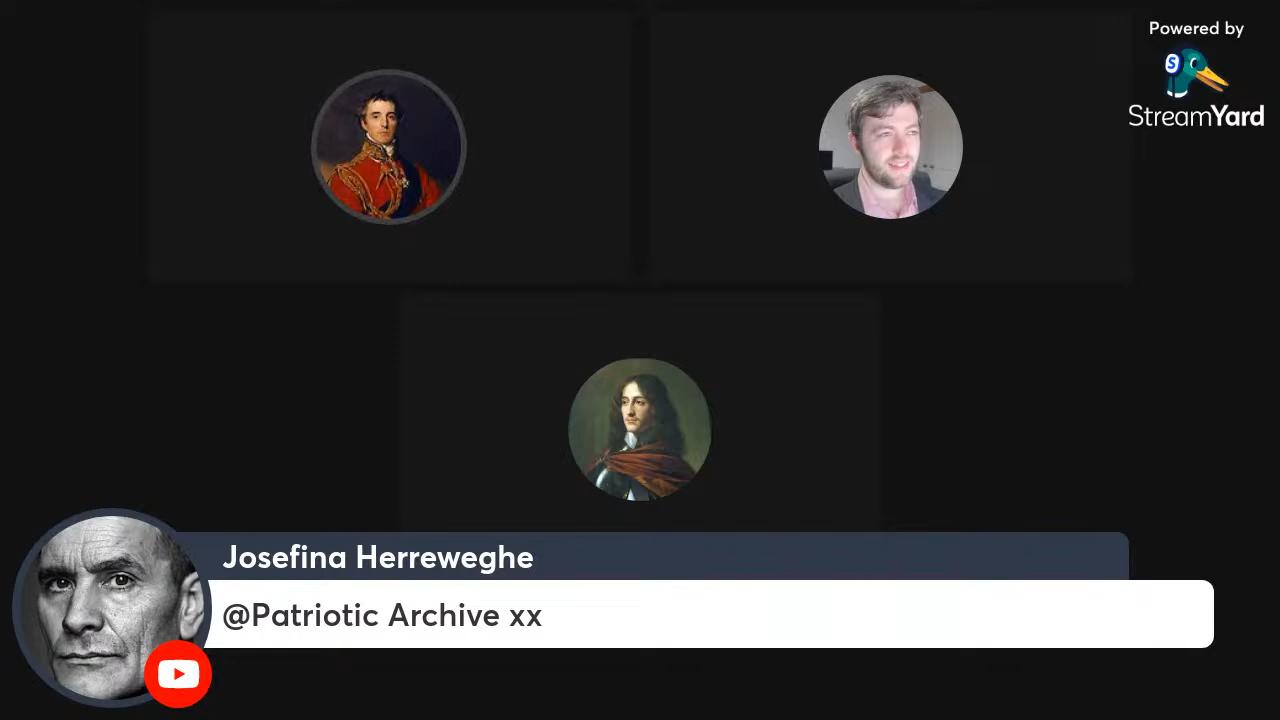 Powered by
S
StreamYard
Josefina Herreweghe
@Patriotic Archive xx